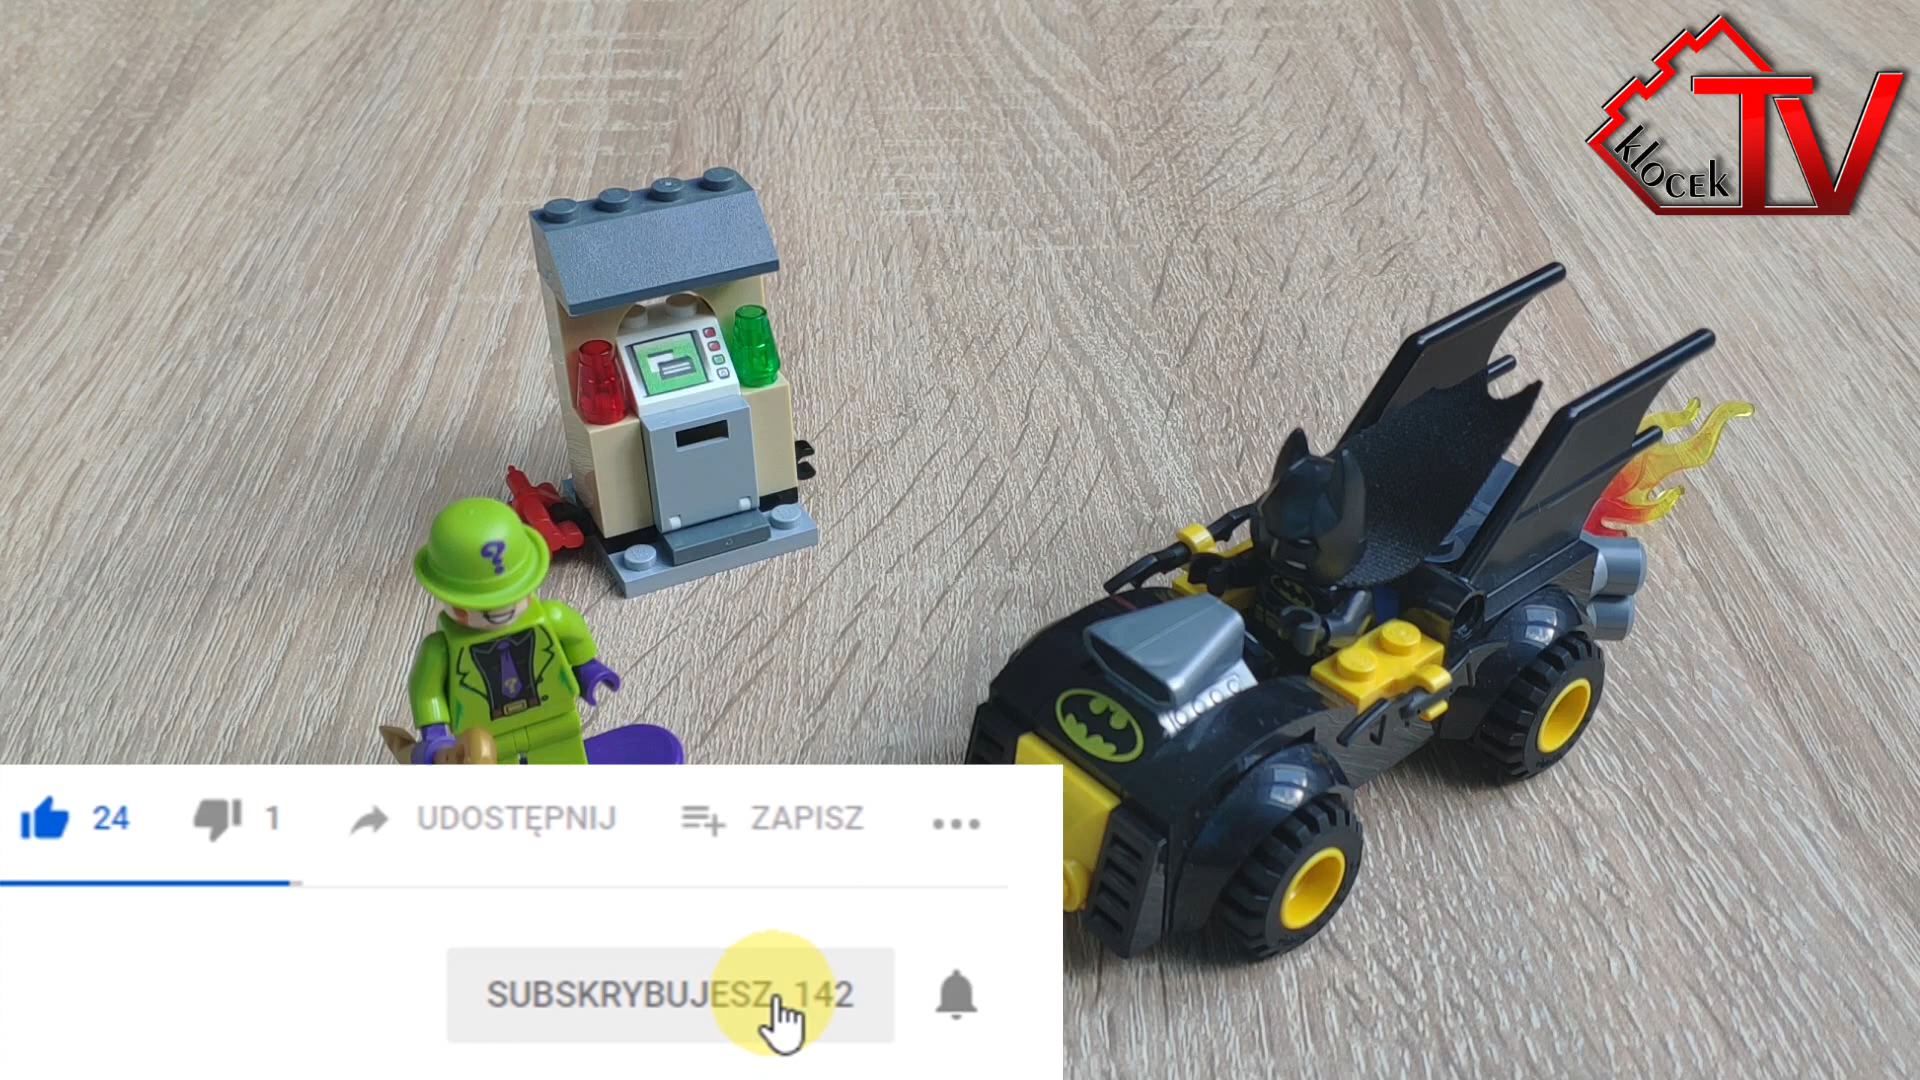 klocek TV
?
?
24 1 UDOSTĘPNIJ ZAPISZ
SUBSKRYBUJESZ 142